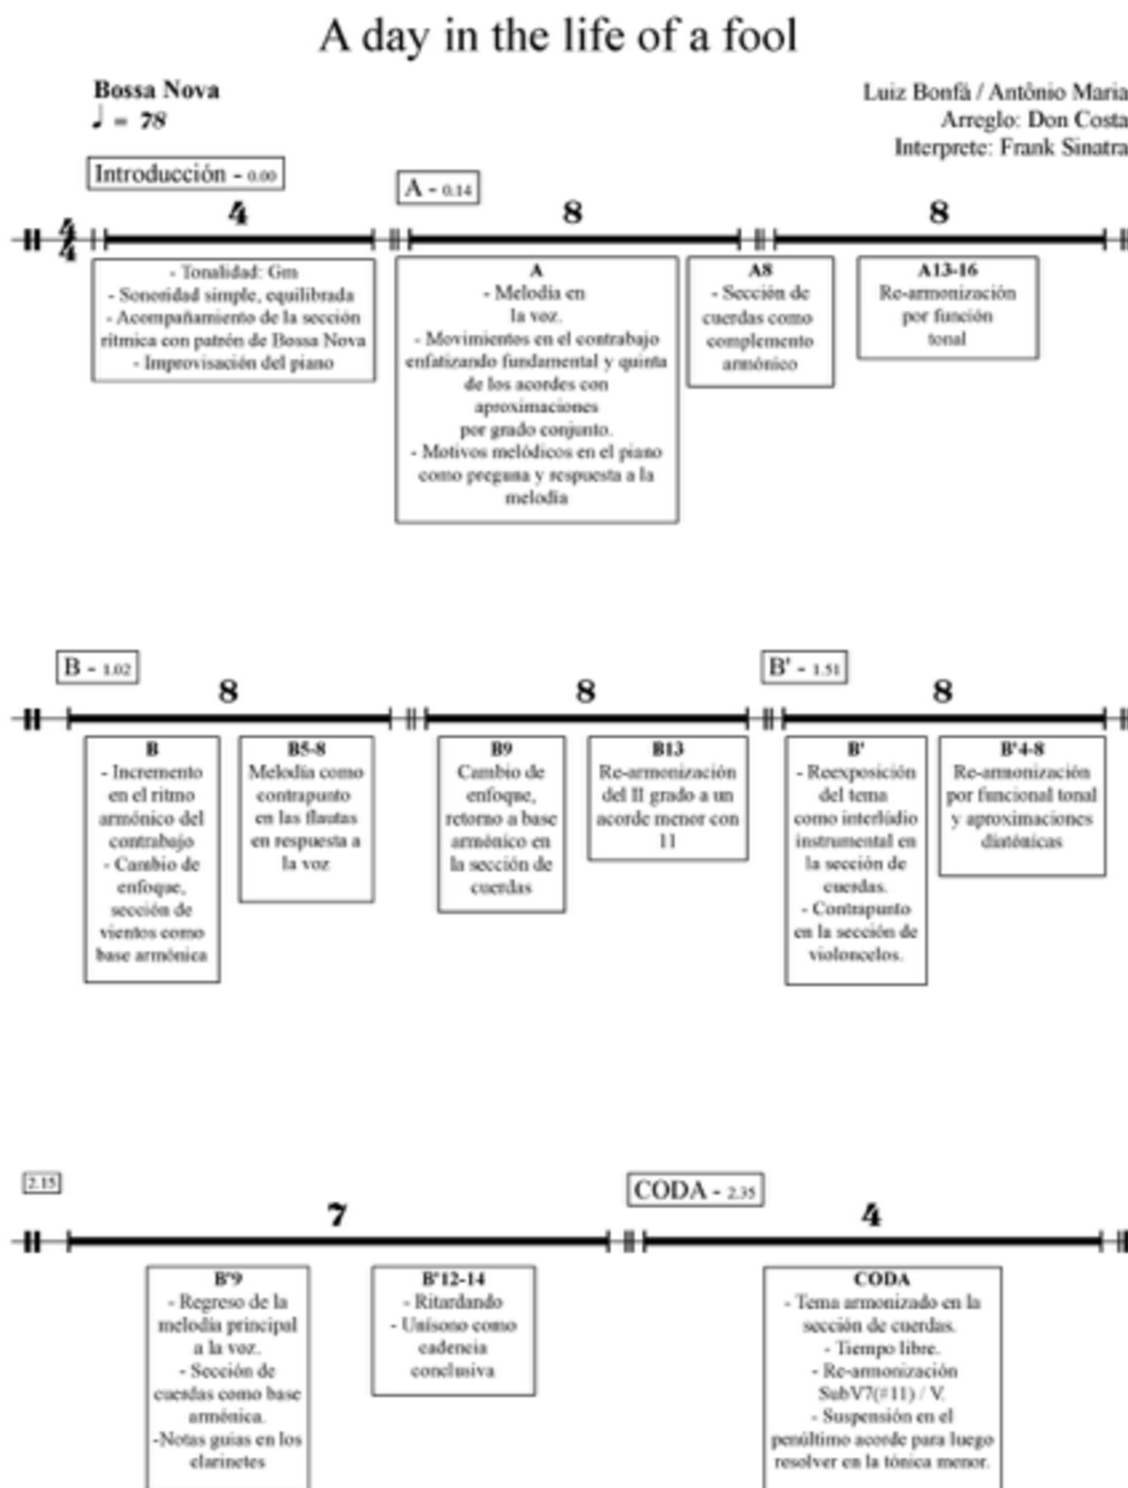 A day in the life of a fool
Bossa Nova
♩ = 78
Luiz Bonfá / Antônio Maria
Arreglo: Don Costa
Interprete: Frank Sinatra
Introducción - 0.00
A - 0.14
4
8
8
4
4
- Tonalidad: Gm
- Sonoridad simple, equilibrada
- Acompañamiento de la sección
rítmica con patrón de Bossa Nova
- Improvisación del piano
A
- Melodía en
la voz.
- Movimientos en el contrabajo
enfatizando fundamental y quinta
de los acordes con
aproximaciones
por grado conjunto.
- Motivos melódicos en el piano
como preguna y respuesta a la
melodía
A8
- Sección de
cuerdas como
complemento
armónico
A13-16
Re-armonización
por función
tonal
B - 1.02
B' - 1.51
8
8
8
B
- Incremento
en el ritmo
armónico del
contrabajo
- Cambio de
enfoque,
sección de
vientos como
base armónica
B5-8
Melodía como
contrapunto
en las flautas
en respuesta a
la voz
B9
Cambio de
enfoque,
retorno a base
armónico en
la sección de
cuerdas
B13
Re-armonización
del II grado a un
acorde menor con
11
B'
- Reexposición
del tema
como interlúdio
instrumental en
la sección de
cuerdas.
- Contrapunto
en la sección de
violoncelos.
B'4-8
Re-armonización
por funcional tonal
y aproximaciones
diatónicas
2.15
CODA - 2.35
7
4
B'9
- Regreso de la
melodía principal
a la voz.
- Sección de
cuerdas como base
armónica.
-Notas guias en los
clarinetes
B'12-14
- Ritardando
- Unísono como
cadencia
conclusiva
CODA
- Tema armonizado en la
sección de cuerdas.
- Tiempo libre.
- Re-armonización
SubV7(#11) / V.
- Suspensión en el
penúltimo acorde para luego
resolver en la tónica menor.